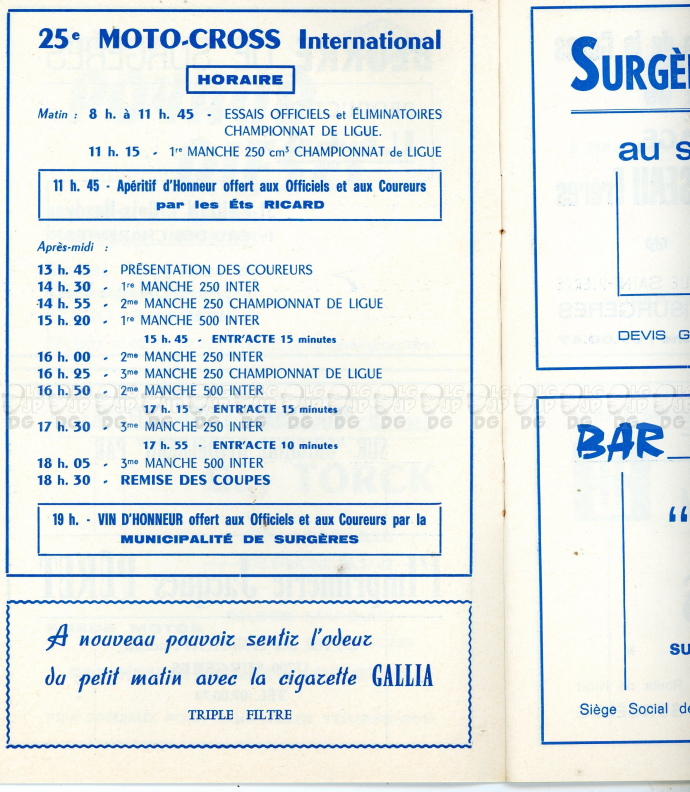 25e MOTO-CROSS International
HORAIRE
Matin : 8 h. à 11 h. 45 - ESSAIS OFFICIELS et ÉLIMINATOIRES
CHAMPIONNAT DE LIGUE.
11 h. 15 - 1re MANCHE 250 cm3 CHAMPIONNAT de LIGUE
11 h. 45 - Apéritif d'Honneur offert aux Officiels et aux Coureurs
par les Éts RICARD
Après-midi :
13 h. 45 - PRÉSENTATION DES COUREURS
14 h. 30 - 1re MANCHE 250 INTER
14 h. 55 - 2me MANCHE 250 CHAMPIONNAT DE LIGUE
15 h. 20 - 1re MANCHE 500 INTER
15 h. 45 - ENTR'ACTE 15 minutes
16 h. 00 - 2me MANCHE 250 INTER
16 h. 25 - 3me MANCHE 250 CHAMPIONNAT DE LIGUE
16 h. 50 - 2me MANCHE 500 INTER
17 h. 15 - ENTR'ACTE 15 minutes
17 h. 30 - 3me MANCHE 250 INTER
17 h. 55 - ENTR'ACTE 10 minutes
18 h. 05 - 3me MANCHE 500 INTER
18 h. 30 - REMISE DES COUPES
19 h. - VIN D'HONNEUR offert aux Officiels et aux Coureurs par la
MUNICIPALITÉ DE SURGÈRES
A nouveau pouvoir sentir l'odeur
du petit matin avec la cigarette GALLIA
TRIPLE FILTRE
SURGÈ
au s
DEVIS G
BAR
“
SU
Siège Social de